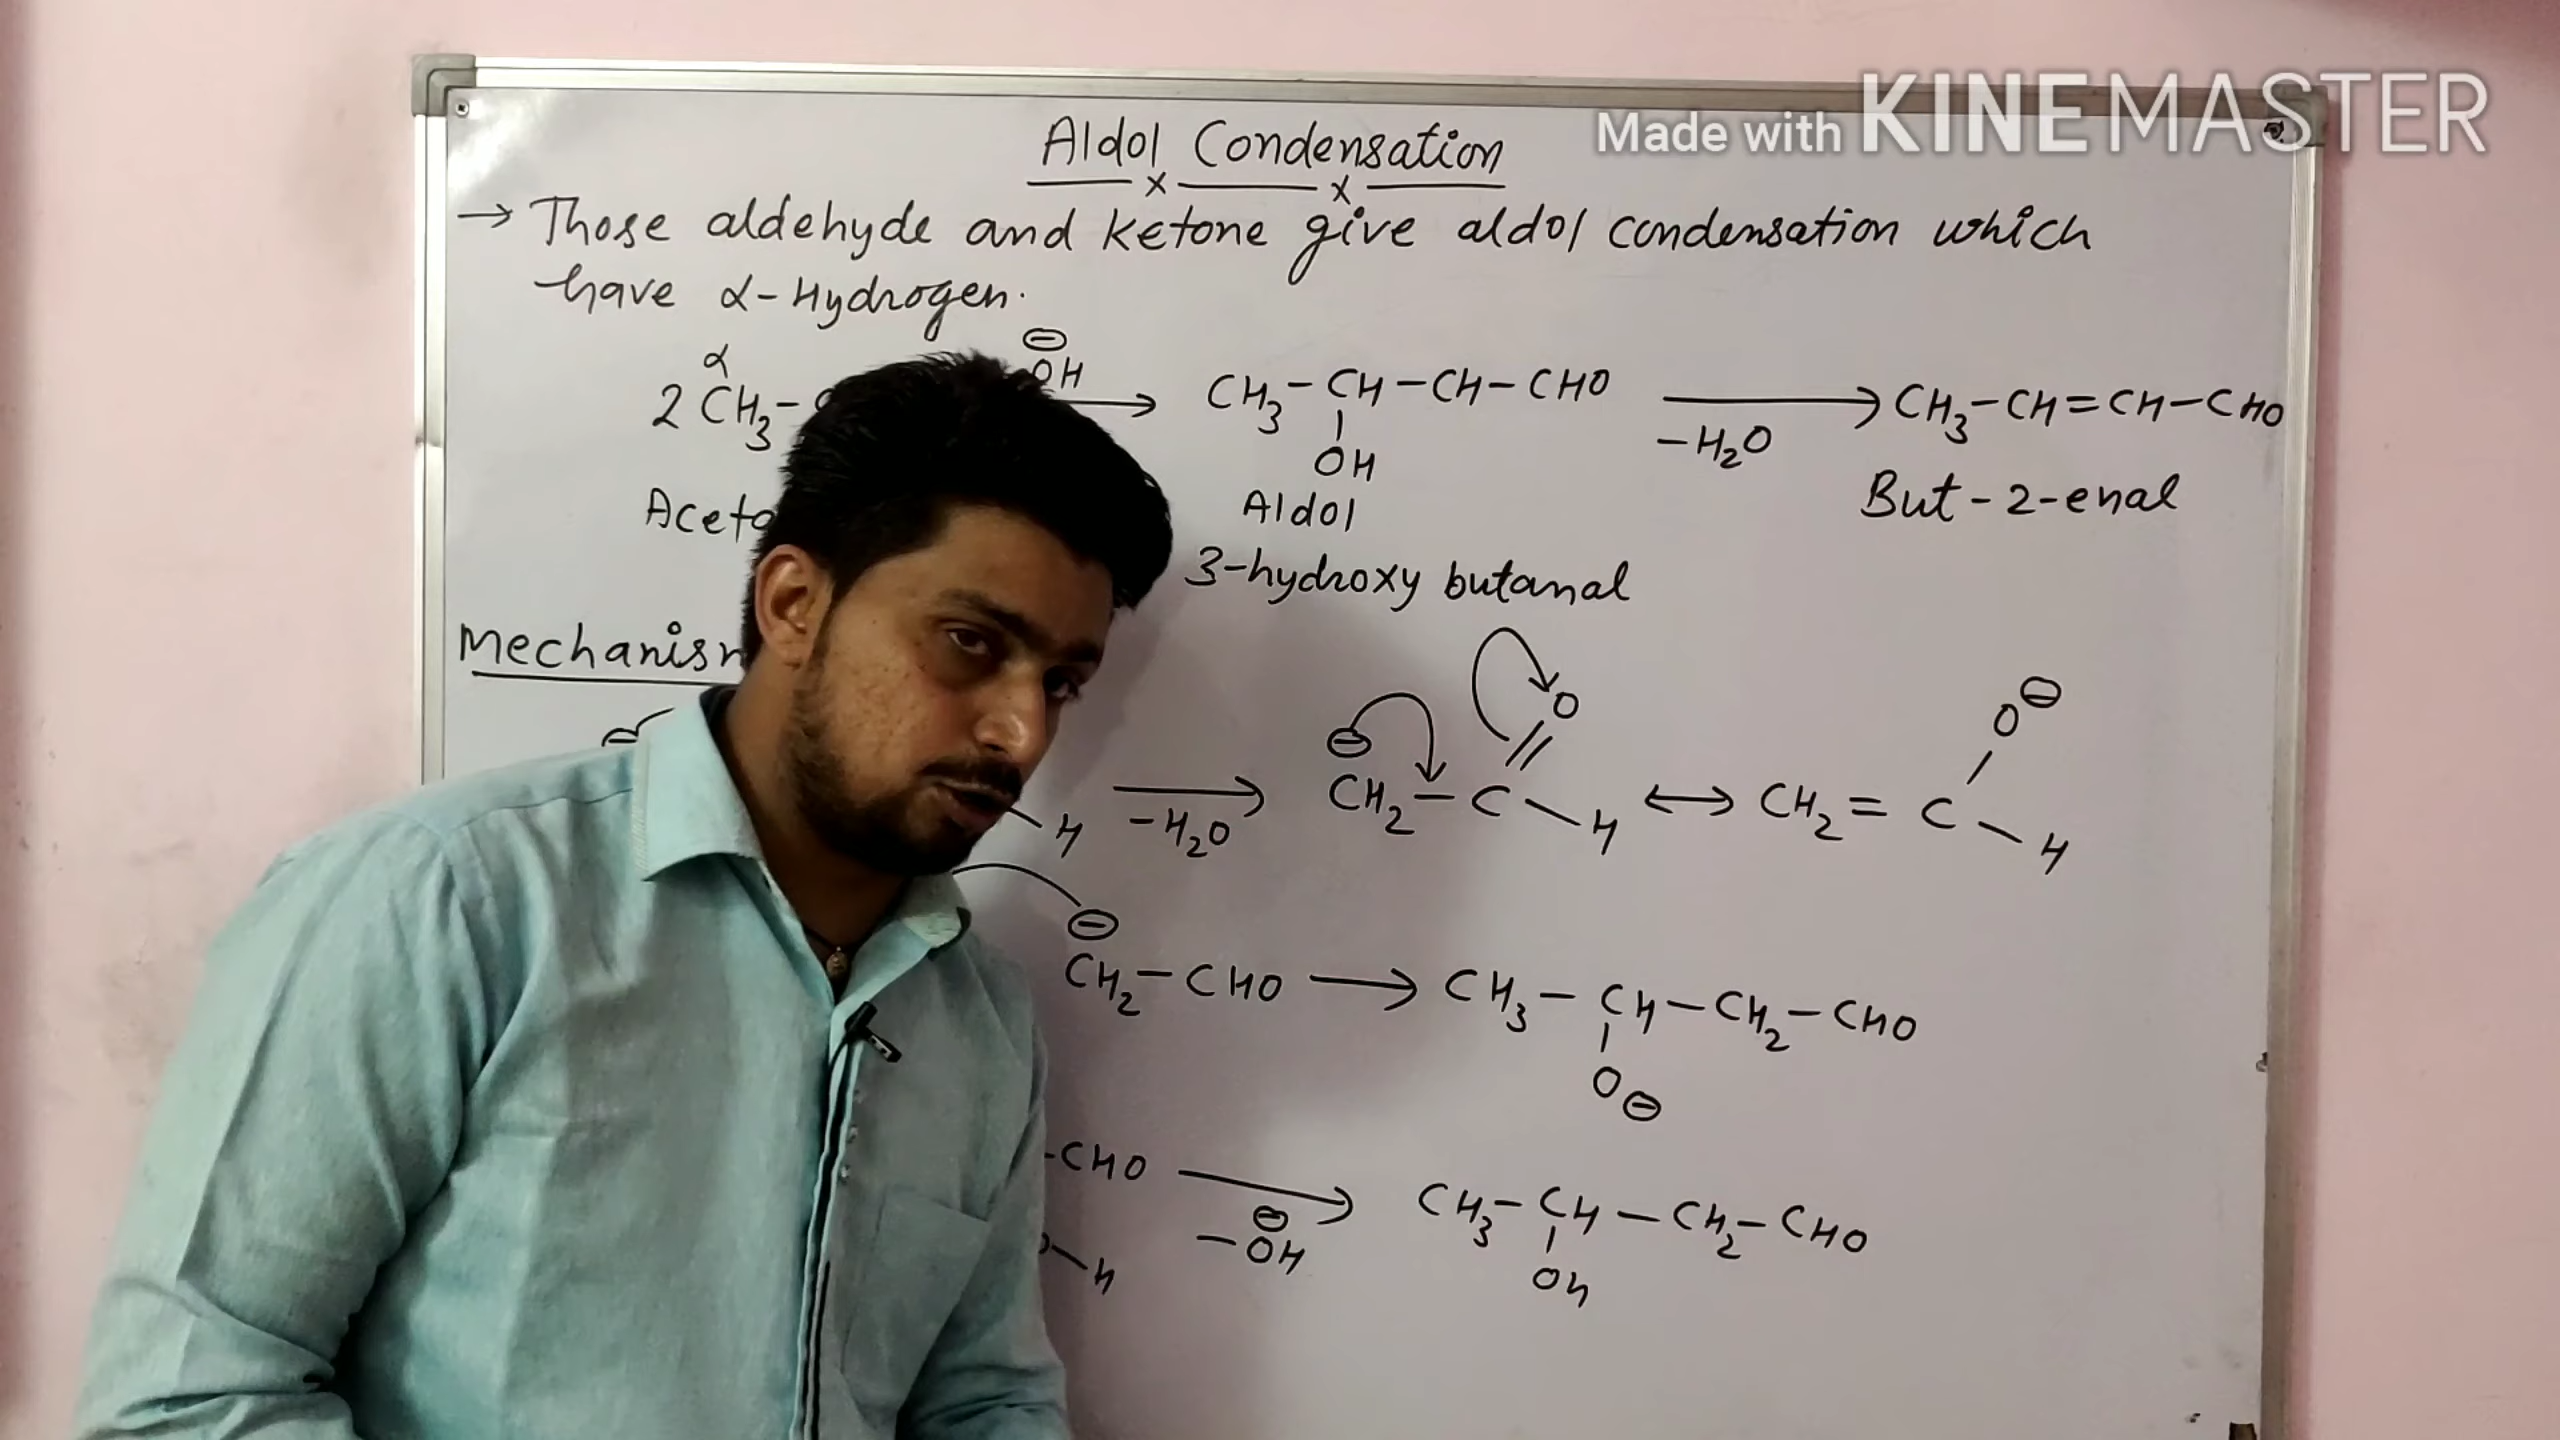 Made with KINEMASTER
Aldol Condensation
→ Those aldehyde and ketone give aldol condensation which
have α-Hydrogen.
α
⊖
OH
2 CH3- → CH3-CH-CH-CHO → CH3-CH=CH-CHO
-H2O
OH
Aldol
But-2-enal
3-hydroxy butanal
Mechanism
⊖
⊖ O O⊖
H → CH2-C-H ↔ CH2=C-H
-H2O
⊖
CH2-CHO → CH3-CH-CH2-CHO
O⊖
-CHO → CH3-CH-CH2-CHO
-⊖OH
-H OH